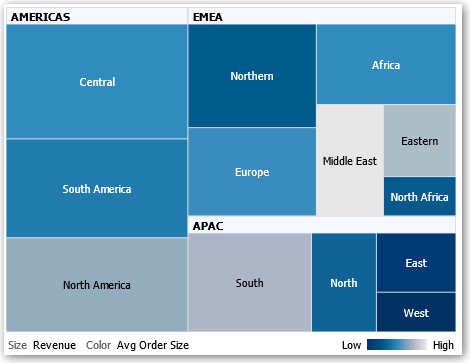 AMERICAS
EMEA
Central
South America
North America
Northern
Africa
Europe
Middle East
Eastern
North Africa
APAC
South
North
East
West
Size Revenue Color Avg Order Size Low High